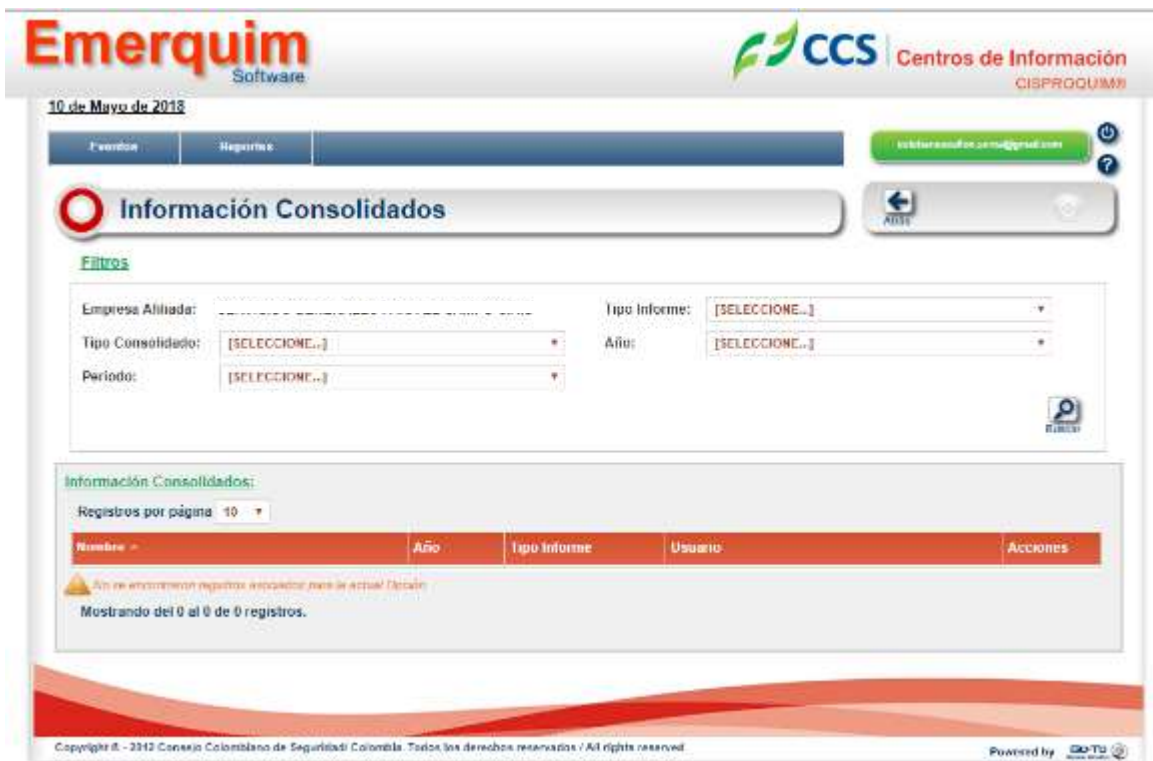 Emerquim
Software
CCS Centros de Información
CISPROQUIM®
10 de Mayo de 2018
Eventos Reportes
Información Consolidados
Atrás
Filtros
Empresa Afiliada: Tipo Informe: [SELECCIONE..]
Tipo Consolidado: [SELECCIONE..] Año: [SELECCIONE..]
Periodo: [SELECCIONE..]
Buscar
Información Consolidados:
Registros por página 10
Nombre Año Tipo Informe Usuario Acciones
No se encontraron registros asociados para la actual Opción
Mostrando del 0 al 0 de 0 registros.
Copyright © - 2012 Consejo Colombiano de Seguridad/ Colombia. Todos los derechos reservados / All rights reserved
Powered by GO-TO